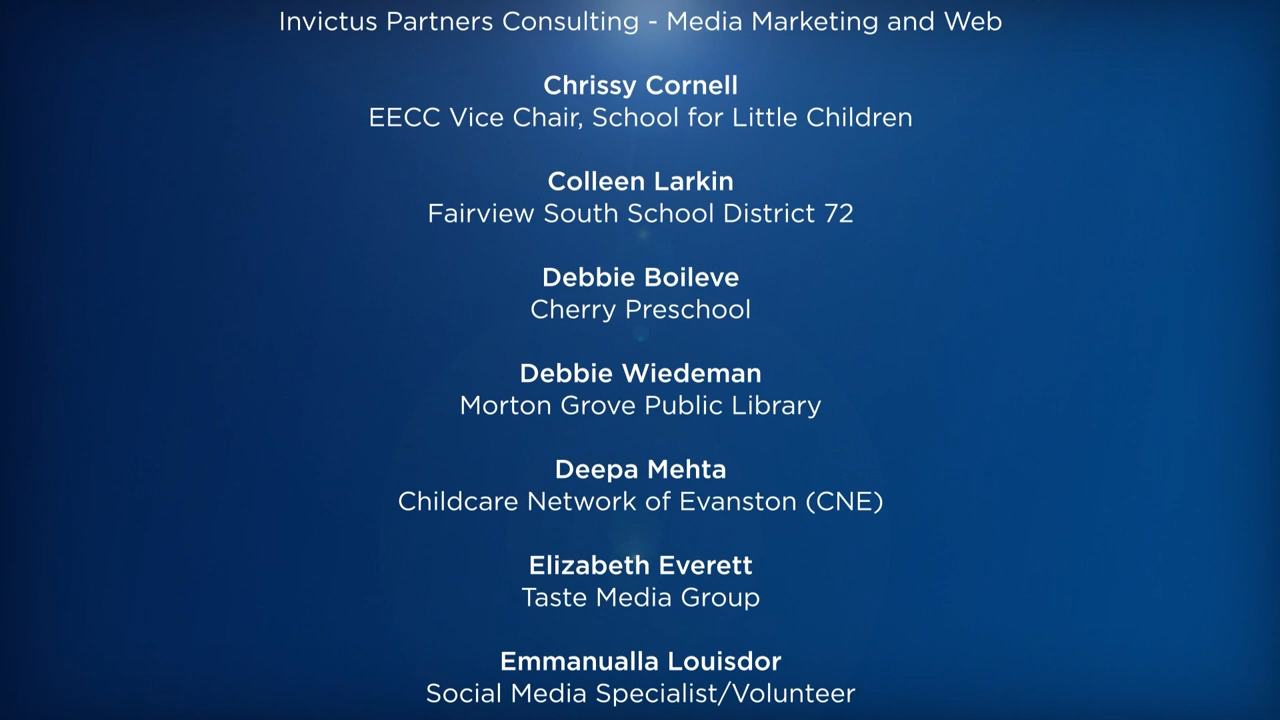 Invictus Partners Consulting - Media Marketing and Web
Chrissy Cornell
EECC Vice Chair, School for Little Children
Colleen Larkin
Fairview South School District 72
Debbie Boileve
Cherry Preschool
Debbie Wiedeman
Morton Grove Public Library
Deepa Mehta
Childcare Network of Evanston (CNE)
Elizabeth Everett
Taste Media Group
Emmanualla Louisdor
Social Media Specialist/Volunteer